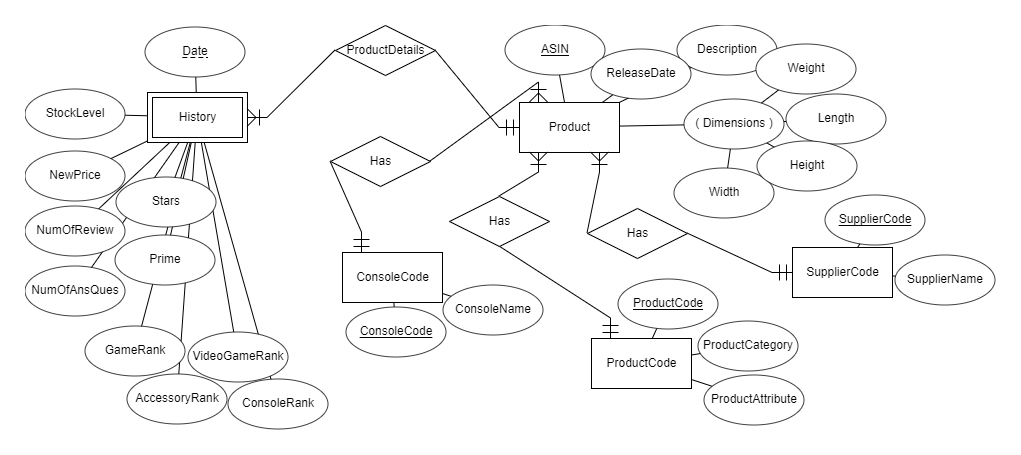 Date
ProductDetails
ASIN
Description
ReleaseDate
Weight
StockLevel
History
Product
( Dimensions )
Length
Has
Height
NewPrice
Stars
Width
NumOfReview
Has
Has
SupplierCode
Prime
NumOfAnsQues
ConsoleCode
SupplierCode
SupplierName
ConsoleName
ProductCode
ConsoleCode
GameRank
VideoGameRank
ProductCode
ProductCategory
AccessoryRank
ConsoleRank
ProductAttribute